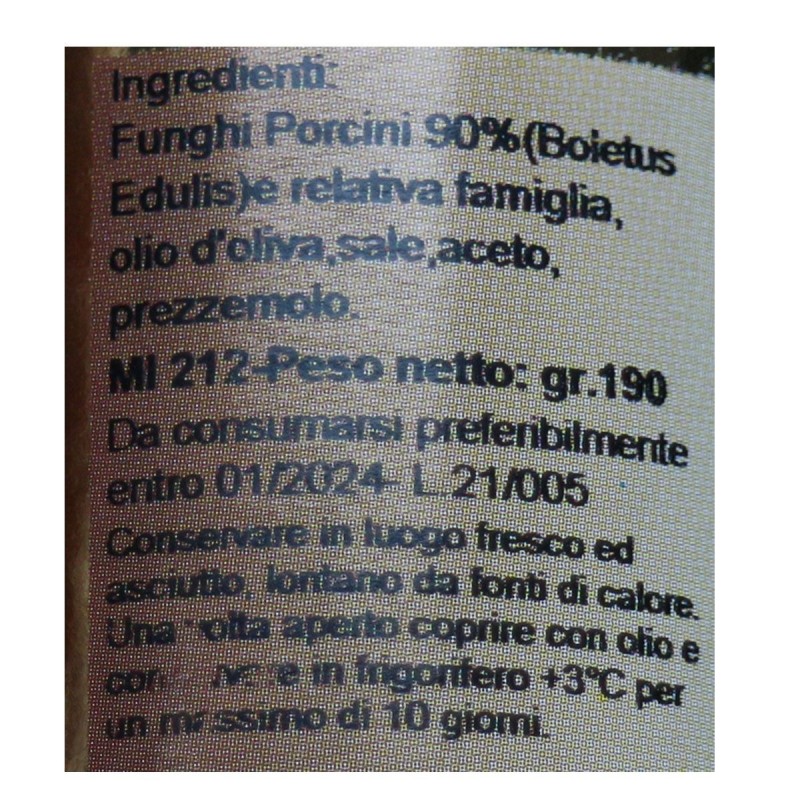 Ingredienti:
Funghi Porcini 90%(Boletus
Edulis)e relativa famiglia,
olio d'oliva,sale,aceto,
prezzemolo.
Ml 212-Peso netto: gr.190
Da consumarsi preferibilmente
entro 01/2024- L.21/005
Conservare in luogo fresco ed
asciutto, lontano da fonti di calore.
Una volta aperto coprire con olio e
in frigorifero +3°C per
un massimo di 10 giorni.